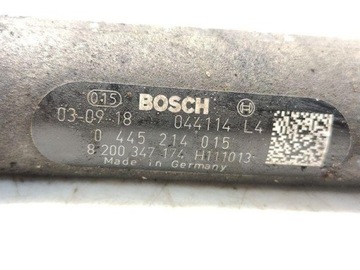 015 BOSCH
03-09-18 044114 L4
0 445 214 015
8 200 347 174 H111013
Made in Germany